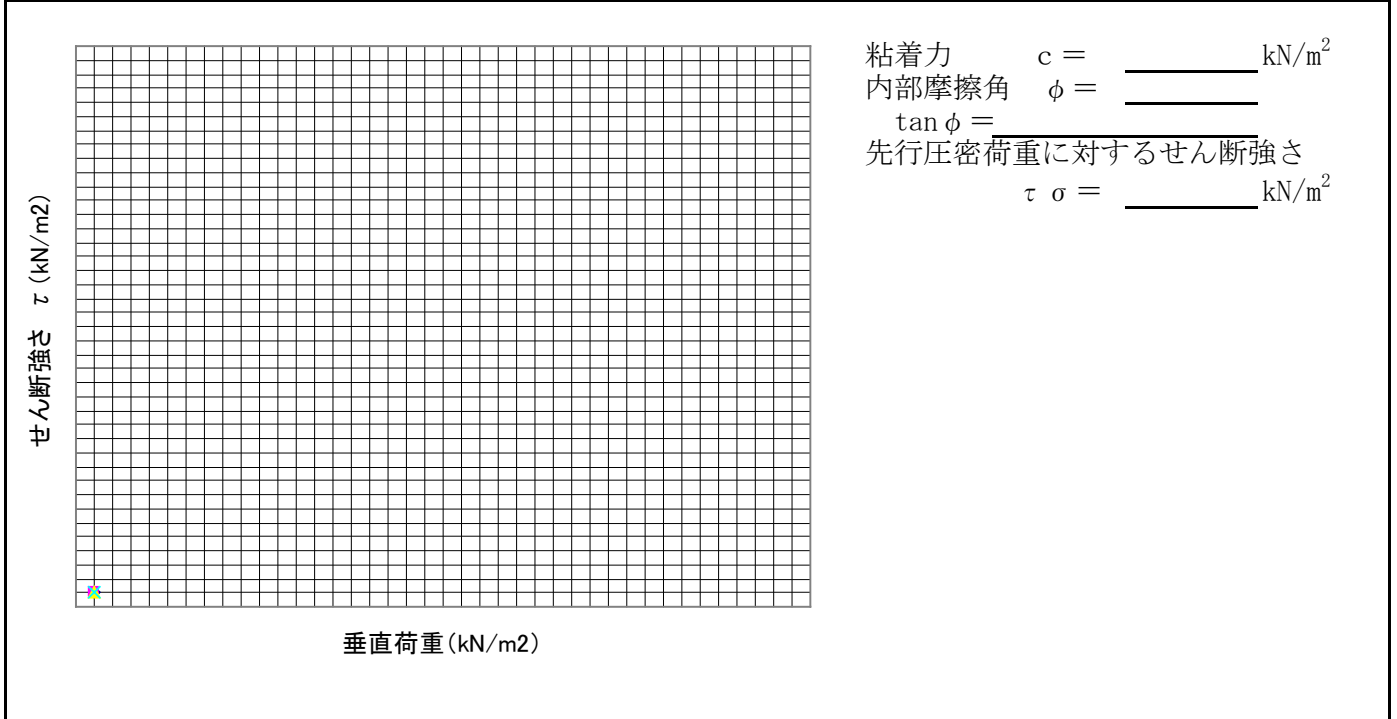 せん断強さ τ (kN/m2)
垂直荷重(kN/m2)
粘着力 c＝ kN/m²
内部摩擦角 φ＝
tanφ＝
先行圧密荷重に対するせん断強さ
τ σ＝ kN/m²